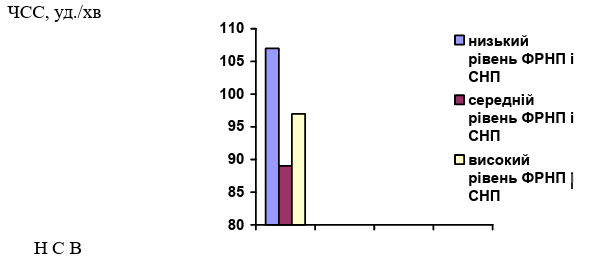 ЧСС, уд./хв
110
105
100
95
90
85
80
низький
рівень ФРНП і
СНП
середній
рівень ФРНП і
СНП
високий
рівень ФРНП і
СНП
Н С В